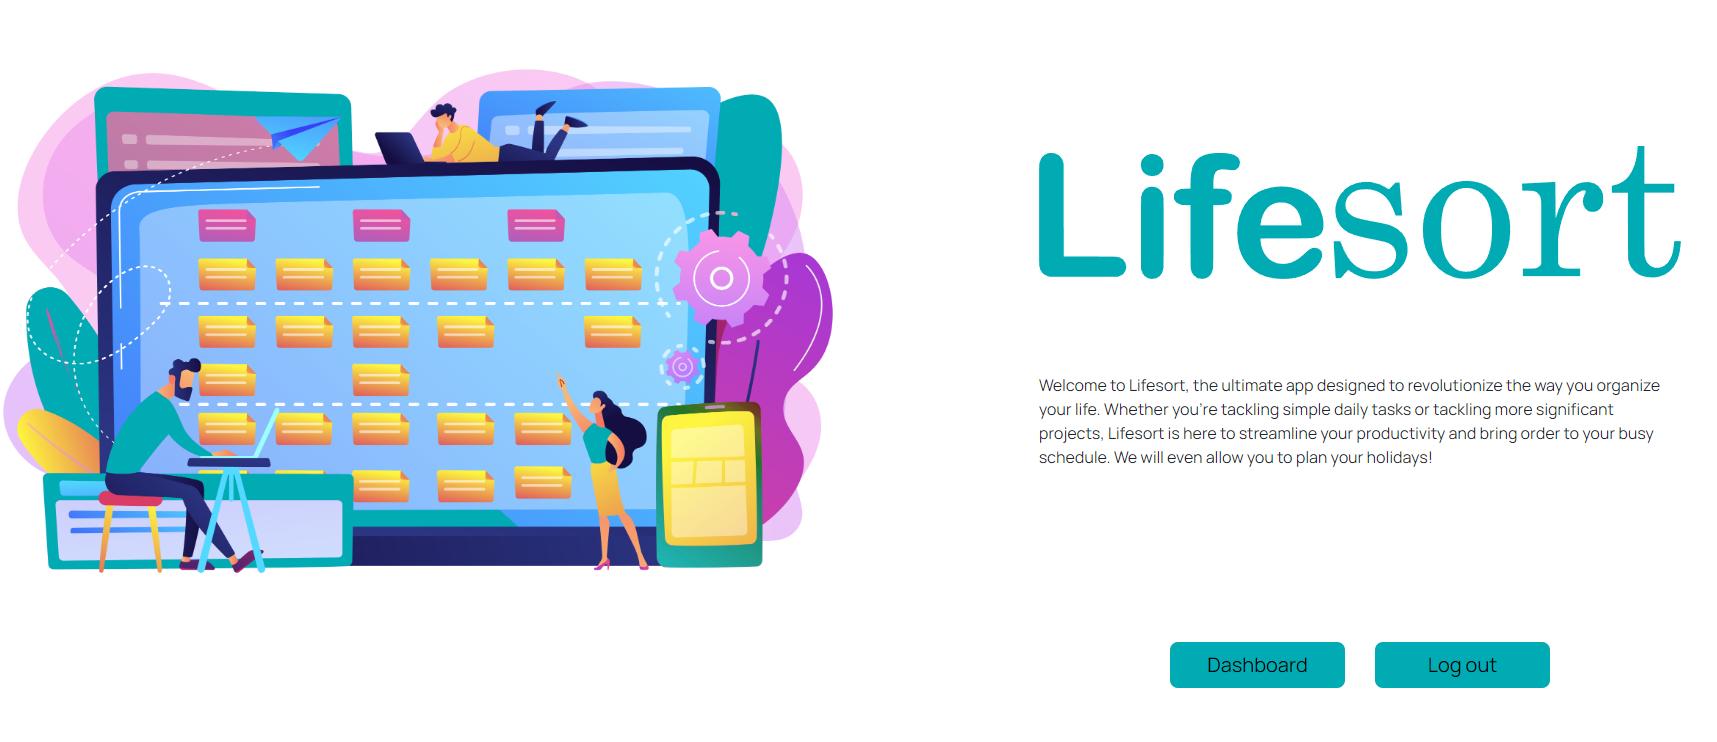 Lifesort
Welcome to Lifesort, the ultimate app designed to revolutionize the way you organize
your life. Whether you're tackling simple daily tasks or tackling more significant
projects, Lifesort is here to streamline your productivity and bring order to your busy
schedule. We will even allow you to plan your holidays!
Dashboard
Log out